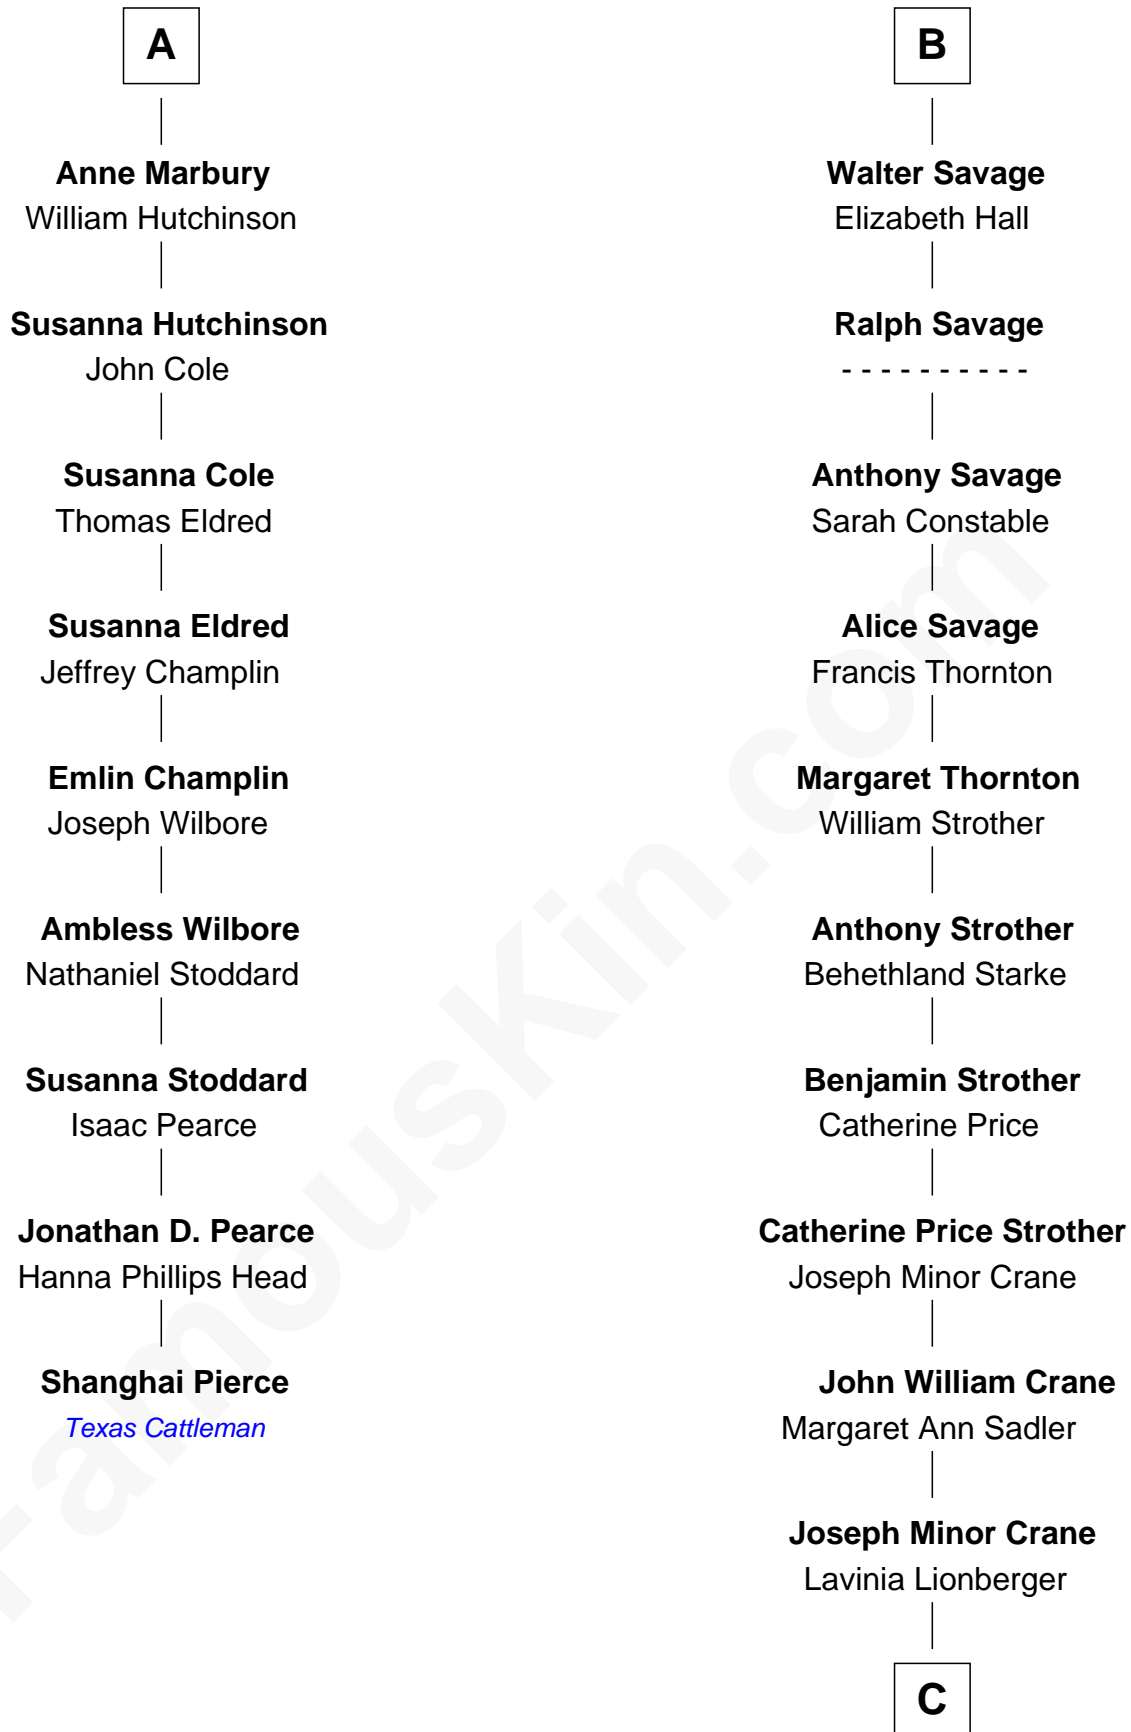 A
Anne Marbury
William Hutchinson
Susanna Hutchinson
John Cole
Susanna Cole
Thomas Eldred
Susanna Eldred
Jeffrey Champlin
Emlin Champlin
Joseph Wilbore
Ambless Wilbore
Nathaniel Stoddard
Susanna Stoddard
Isaac Pearce
Jonathan D. Pearce
Hanna Phillips Head
Shanghai Pierce
Texas Cattleman
B
Walter Savage
Elizabeth Hall
Ralph Savage
- - - - - - - - - -
Anthony Savage
Sarah Constable
Alice Savage
Francis Thornton
Margaret Thornton
William Strother
Anthony Strother
Behethland Starke
Benjamin Strother
Catherine Price
Catherine Price Strother
Joseph Minor Crane
John William Crane
Margaret Ann Sadler
Joseph Minor Crane
Lavinia Lionberger
C
FamousKin.com